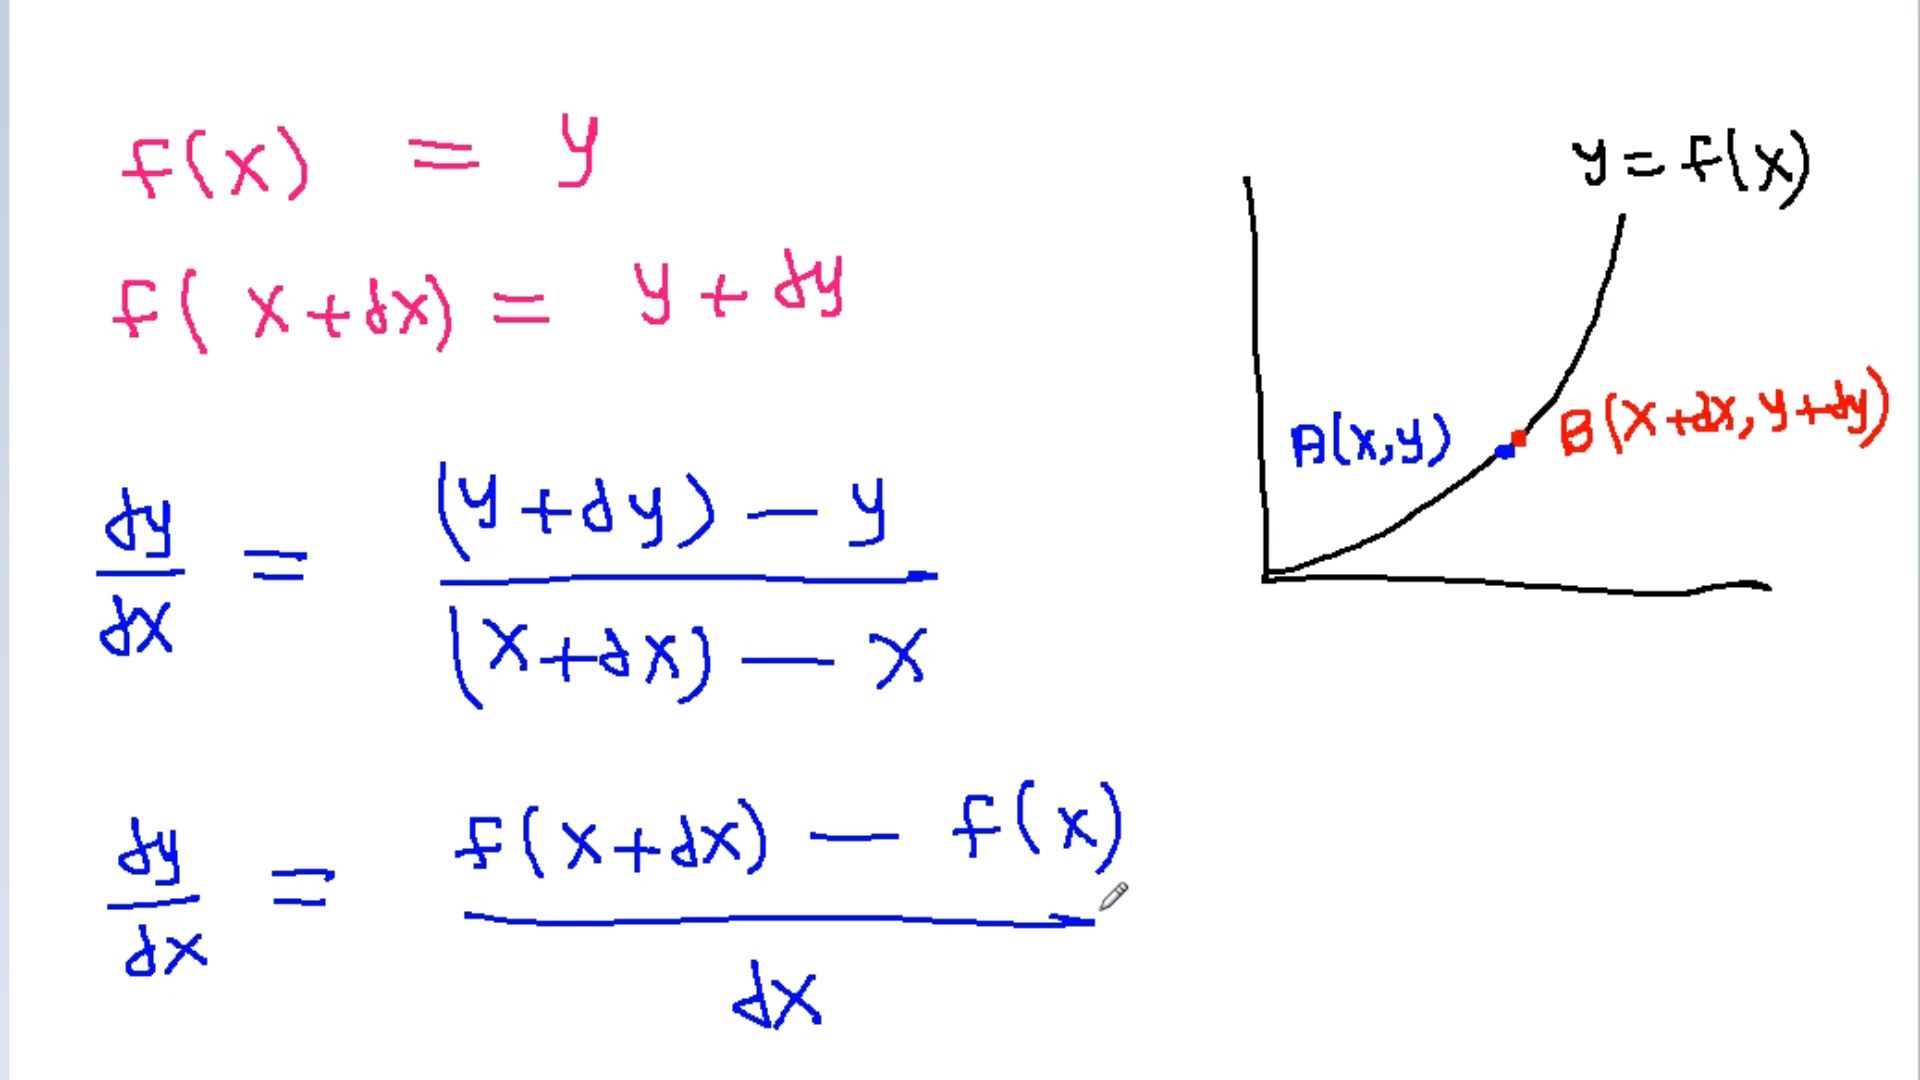 f(x) = y
f(x+dx) = y+dy
dy/dx = (y+dy) — y / (x+dx) — x
dy/dx = f(x+dx) — f(x) / dx
y = f(x)
A(x,y)
B(x+dx, y+dy)